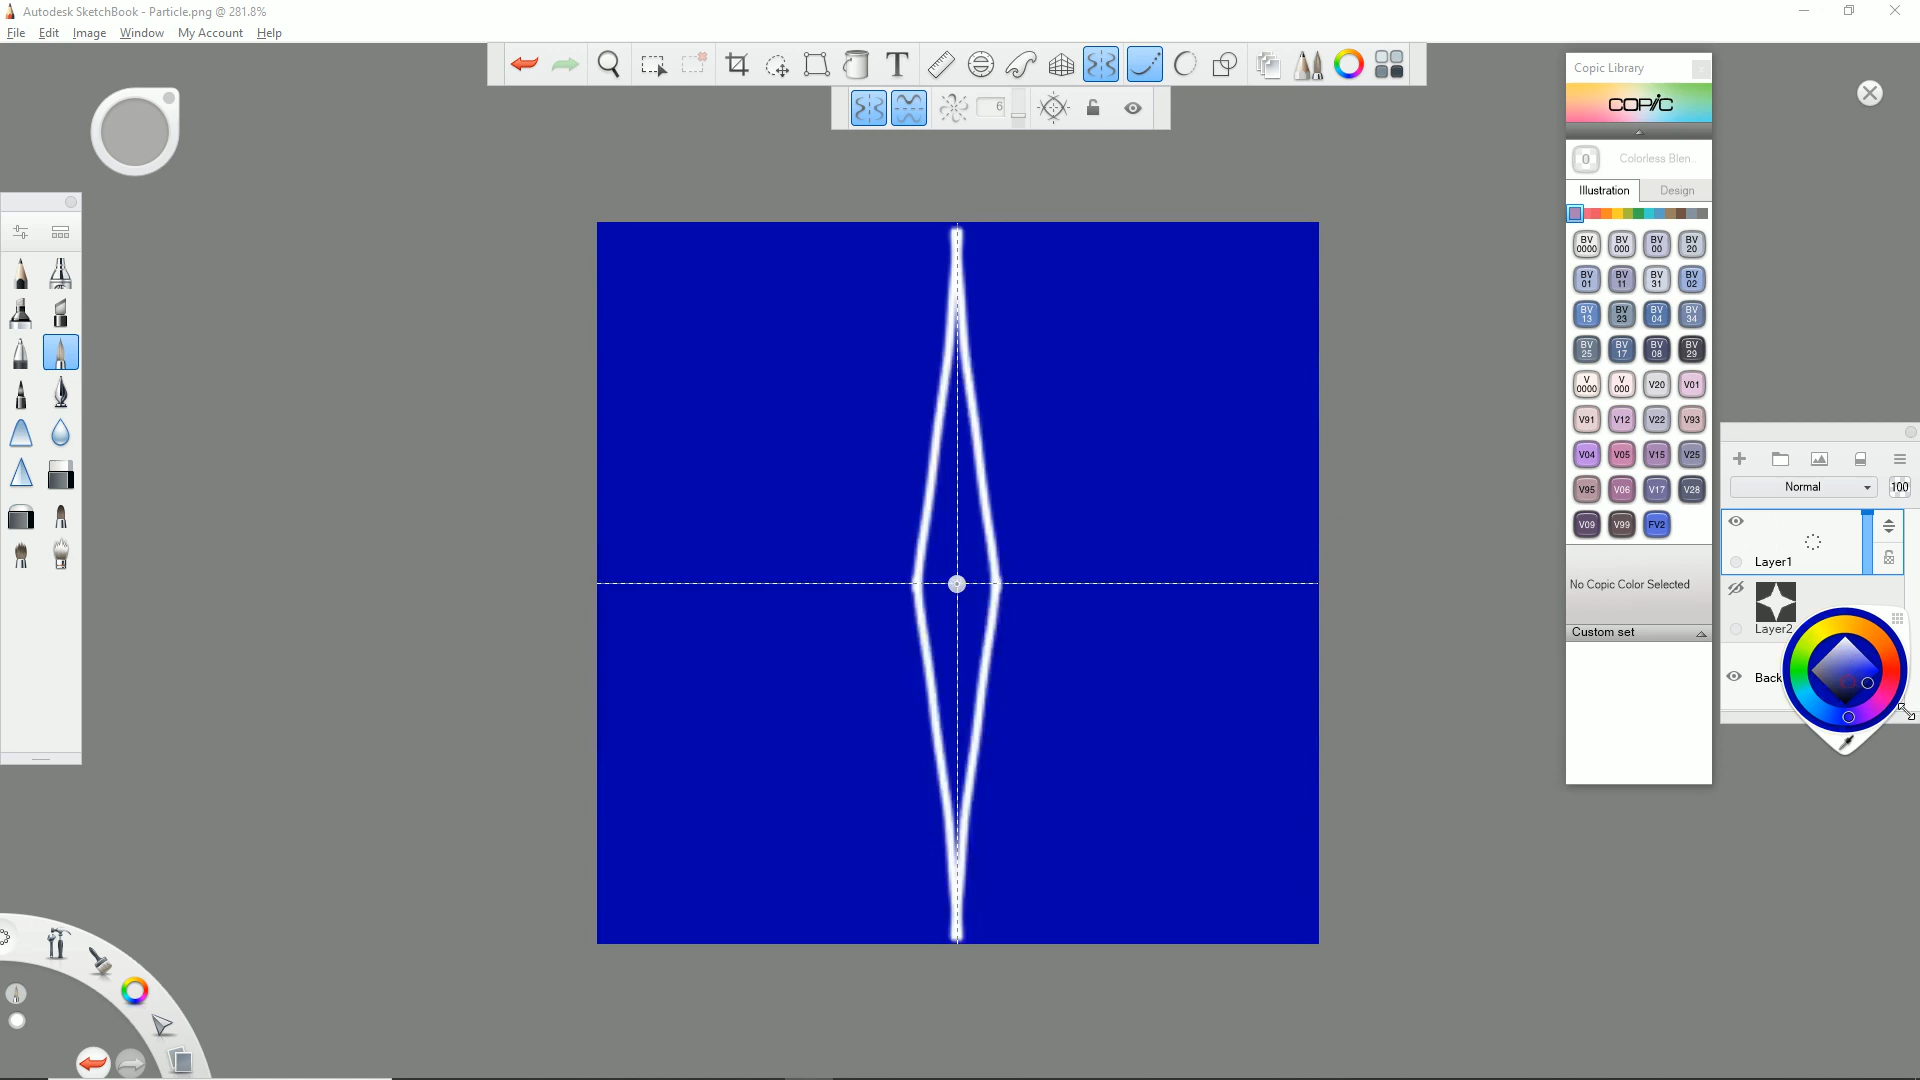 Autodesk SketchBook - Particle.png @ 281.8%
File Edit Image Window My Account Help
T
6
Copic Library
COPIC
0 Colorless Blen..
Illustration Design
BV 0000 BV 000 BV 00 BV 20
BV 01 BV 11 BV 31 BV 02
BV 13 BV 23 BV 04 BV 34
BV 25 BV 17 BV 08 BV 29
V 0000 V 000 V20 V01
V91 V12 V22 V93
V04 V05 V15 V25
V95 V06 V17 V28
V09 V99 FV2
No Copic Color Selected
Custom set
Normal 100
Layer1
Layer2
Back